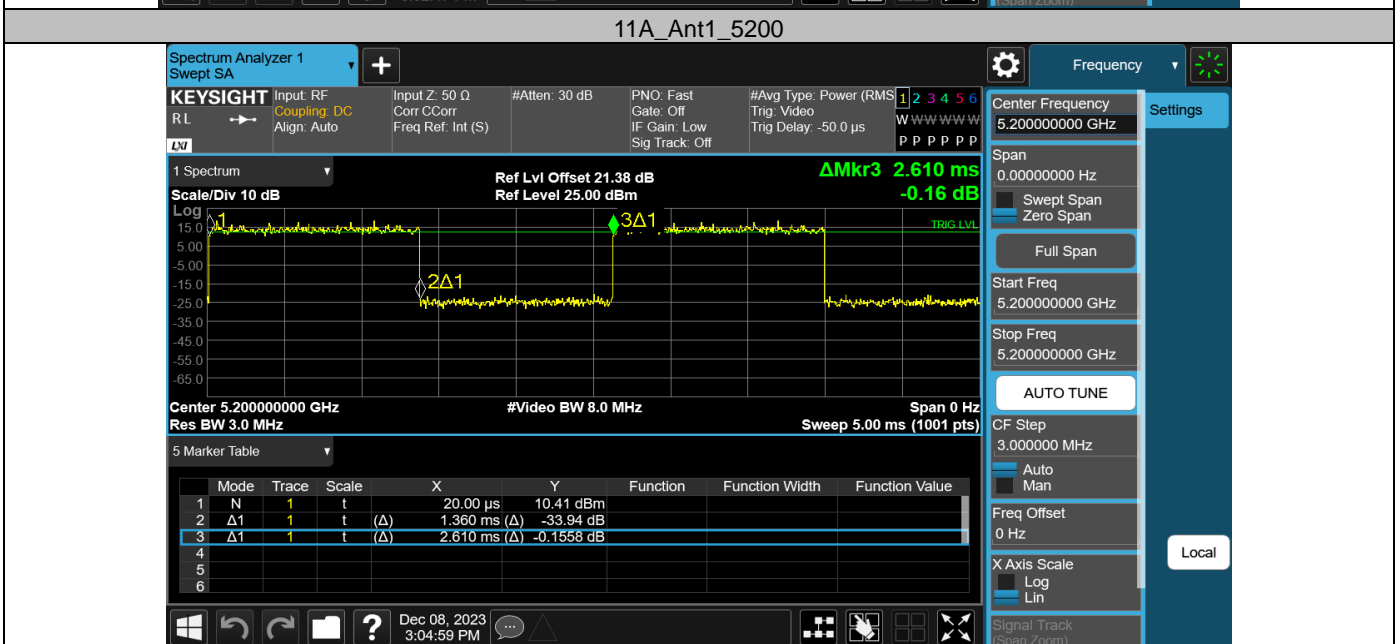 (Span Zoom)
11A_Ant1_5200
Spectrum Analyzer 1
Swept SA
Frequency
KEYSIGHT
R L
LXI
Input: RF
Coupling: DC
Align: Auto
Input Z: 50 Ω
Corr CCorr
Freq Ref: Int (S)
#Atten: 30 dB
PNO: Fast
Gate: Off
IF Gain: Low
Sig Track: Off
#Avg Type: Power (RMS
Trig: Video
Trig Delay: -50.0 µs
1 2 3 4 5 6
W W W W W W
P P P P P P
1 Spectrum
Scale/Div 10 dB
Ref Lvl Offset 21.38 dB
Ref Level 25.00 dBm
ΔMkr3 2.610 ms
-0.16 dB
Log
15.0
5.00
-5.00
-15.0
-25.0
-35.0
-45.0
-55.0
-65.0
1
2Δ1
3Δ1
TRIG LVL
Center 5.200000000 GHz
#Video BW 8.0 MHz
Span 0 Hz
Res BW 3.0 MHz
Sweep 5.00 ms (1001 pts)
5 Marker Table
Mode Trace Scale X Y Function Function Width Function Value
1 N 1 t 20.00 µs 10.41 dBm
2 Δ1 1 t (Δ) 1.360 ms (Δ) -33.94 dB
3 Δ1 1 t (Δ) 2.610 ms (Δ) -0.1558 dB
4
5
6
Dec 08, 2023
3:04:59 PM
Center Frequency
5.200000000 GHz
Settings
Span
0.00000000 Hz
Swept Span
Zero Span
Full Span
Start Freq
5.200000000 GHz
Stop Freq
5.200000000 GHz
AUTO TUNE
CF Step
3.000000 MHz
Auto
Man
Freq Offset
0 Hz
Local
X Axis Scale
Log
Lin
Signal Track
(Span Zoom)